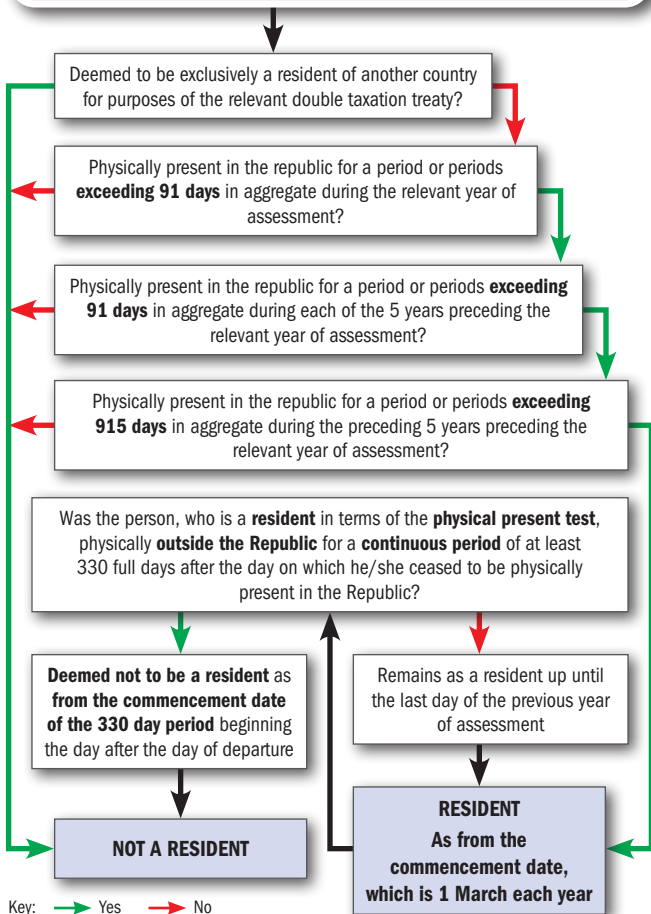 Deemed to be exclusively a resident of another country
for purposes of the relevant double taxation treaty?
Physically present in the republic for a period or periods
exceeding 91 days in aggregate during the relevant year of
assessment?
Physically present in the republic for a period or periods exceeding
91 days in aggregate during each of the 5 years preceding the
relevant year of assessment?
Physically present in the republic for a period or periods exceeding
915 days in aggregate during the preceding 5 years preceding the
relevant year of assessment?
Was the person, who is a resident in terms of the physical present test,
physically outside the Republic for a continuous period of at least
330 full days after the day on which he/she ceased to be physically
present in the Republic?
Deemed not to be a resident as
from the commencement date
of the 330 day period beginning
the day after the day of departure
Remains as a resident up until
the last day of the previous year
of assessment
NOT A RESIDENT
RESIDENT
As from the
commencement date,
which is 1 March each year
Key: Yes No